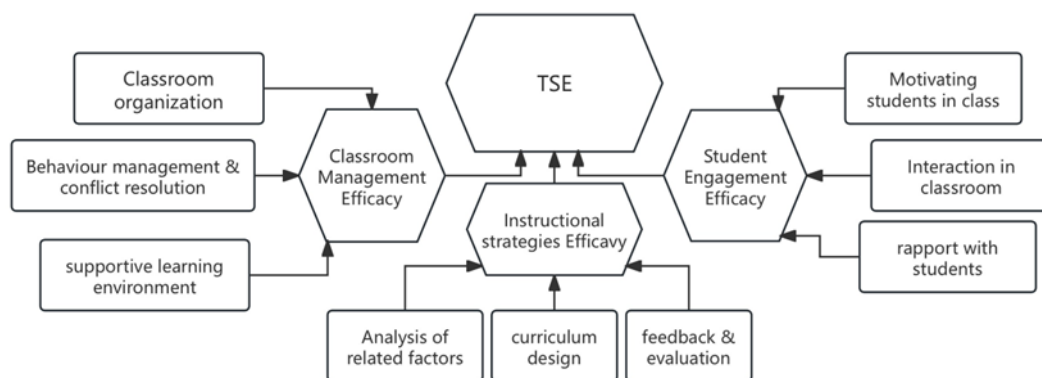 TSE
Classroom
organization
Motivating
students in class
Behaviour management &
conflict resolution
Classroom
Management
Efficacy
Student
Engagement
Efficacy
Interaction in
classroom
Instructional
strategies Efficavy
supportive learning
environment
rapport with
students
Analysis of
related factors
curriculum
design
feedback &
evaluation